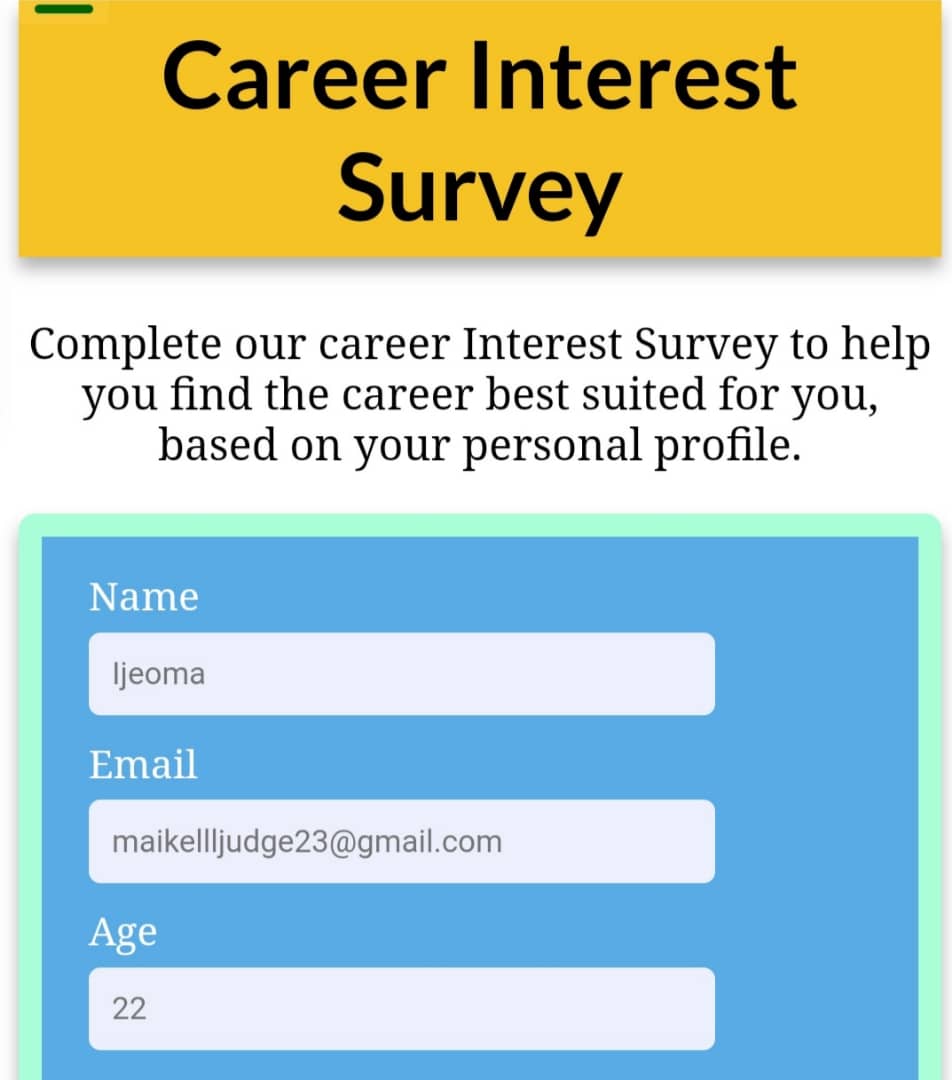 Career Interest
Survey
Complete our career Interest Survey to help
you find the career best suited for you,
based on your personal profile.
Name
Ijeoma
Email
maikellljudge23@gmail.com
Age
22